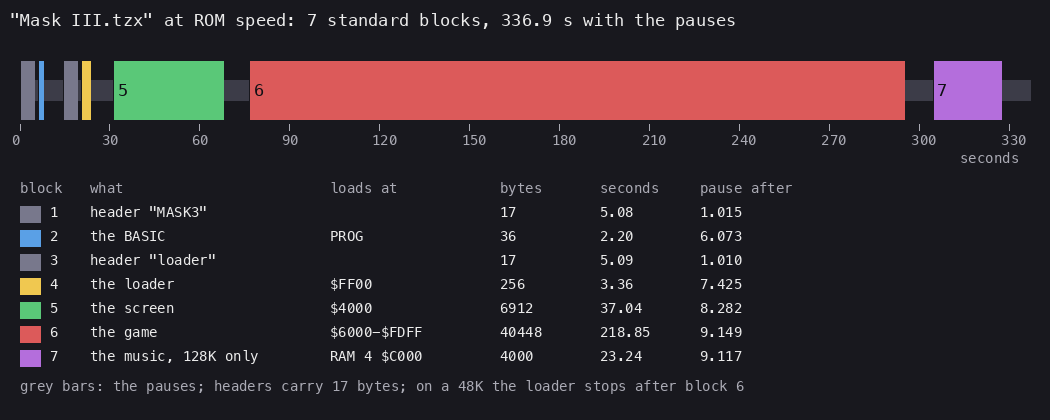 "Mask III.tzx" at ROM speed: 7 standard blocks, 336.9 s with the pauses
5 6 7
0 30 60 90 120 150 180 210 240 270 300 330
seconds
block what loads at bytes seconds pause after
1 header "MASK3" 17 5.08 1.015
2 the BASIC PROG 36 2.20 6.073
3 header "loader" 17 5.09 1.010
4 the loader $FF00 256 3.36 7.425
5 the screen $4000 6912 37.04 8.282
6 the game $6000–$FDFF 40448 218.85 9.149
7 the music, 128K only RAM 4 $C000 4000 23.24 9.117
grey bars: the pauses; headers carry 17 bytes; on a 48K the loader stops after block 6